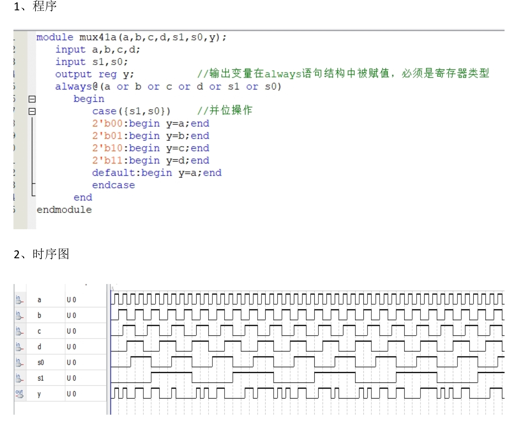 1、程序
module mux41a(a,b,c,d,s1,s0,y);
input a,b,c,d;
input s1,s0;
output reg y; //输出变量在always语句结构中被赋值，必须是寄存器类型
always@(a or b or c or d or s1 or s0)
begin
case({s1,s0}) //并位操作
2'b00:begin y=a;end
2'b01:begin y=b;end
2'b10:begin y=c;end
2'b11:begin y=d;end
default:begin y=a;end
endcase
end
endmodule
2、时序图
a U 0
b U 0
c U 0
d U 0
s0 U 0
s1 U 0
y U 0